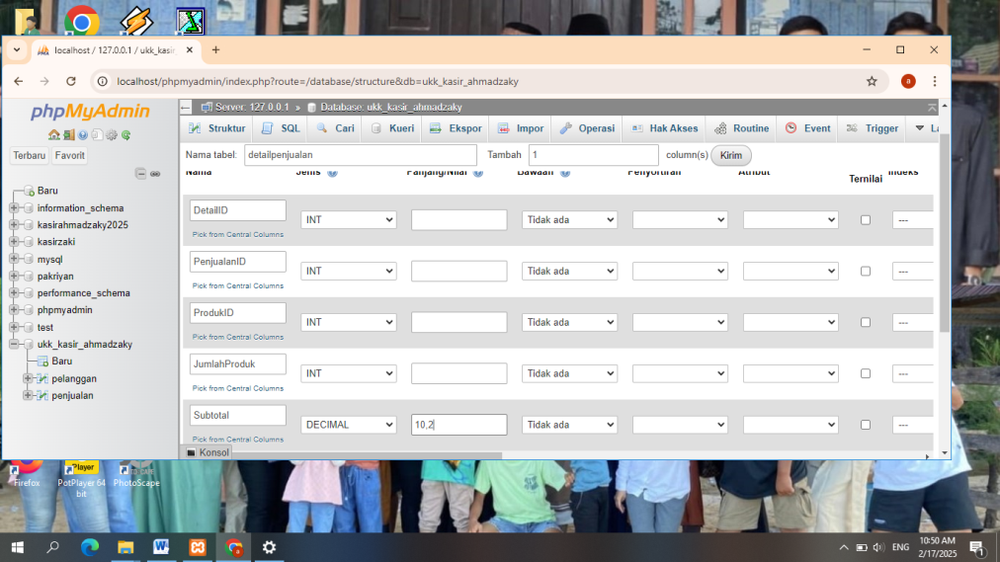 localhost / 127.0.0.1 / ukk_kasir
localhost/phpmyadmin/index.php?route=/database/structure&db=ukk_kasir_ahmadzaky
a
phpMyAdmin
Terbaru Favorit
Baru
information_schema
kasirahmadzaky2025
kasirzaki
mysql
pakriyan
performance_schema
phpmyadmin
test
ukk_kasir_ahmadzaky
Baru
pelanggan
penjualan
Server: 127.0.0.1 » Database: ukk_kasir_ahmadzaky
Struktur SQL Cari Kueri Ekspor Impor Operasi Hak Akses Routine Event Trigger
Nama tabel: detailpenjualan Tambah 1 column(s) Kirim
Nama Jenis Panjang/Nilai Bawaan Penyortiran Atribut Ternilai Indeks
DetailID INT Tidak ada ---
Pick from Central Columns
PenjualanID INT Tidak ada ---
Pick from Central Columns
ProdukID INT Tidak ada ---
Pick from Central Columns
JumlahProduk INT Tidak ada ---
Pick from Central Columns
Subtotal DECIMAL 10,2 Tidak ada ---
Pick from Central Columns
Konsol
Firefox
Player
PotPlayer 64 bit
PhotoScape
ENG
10:50 AM
2/17/2025
1